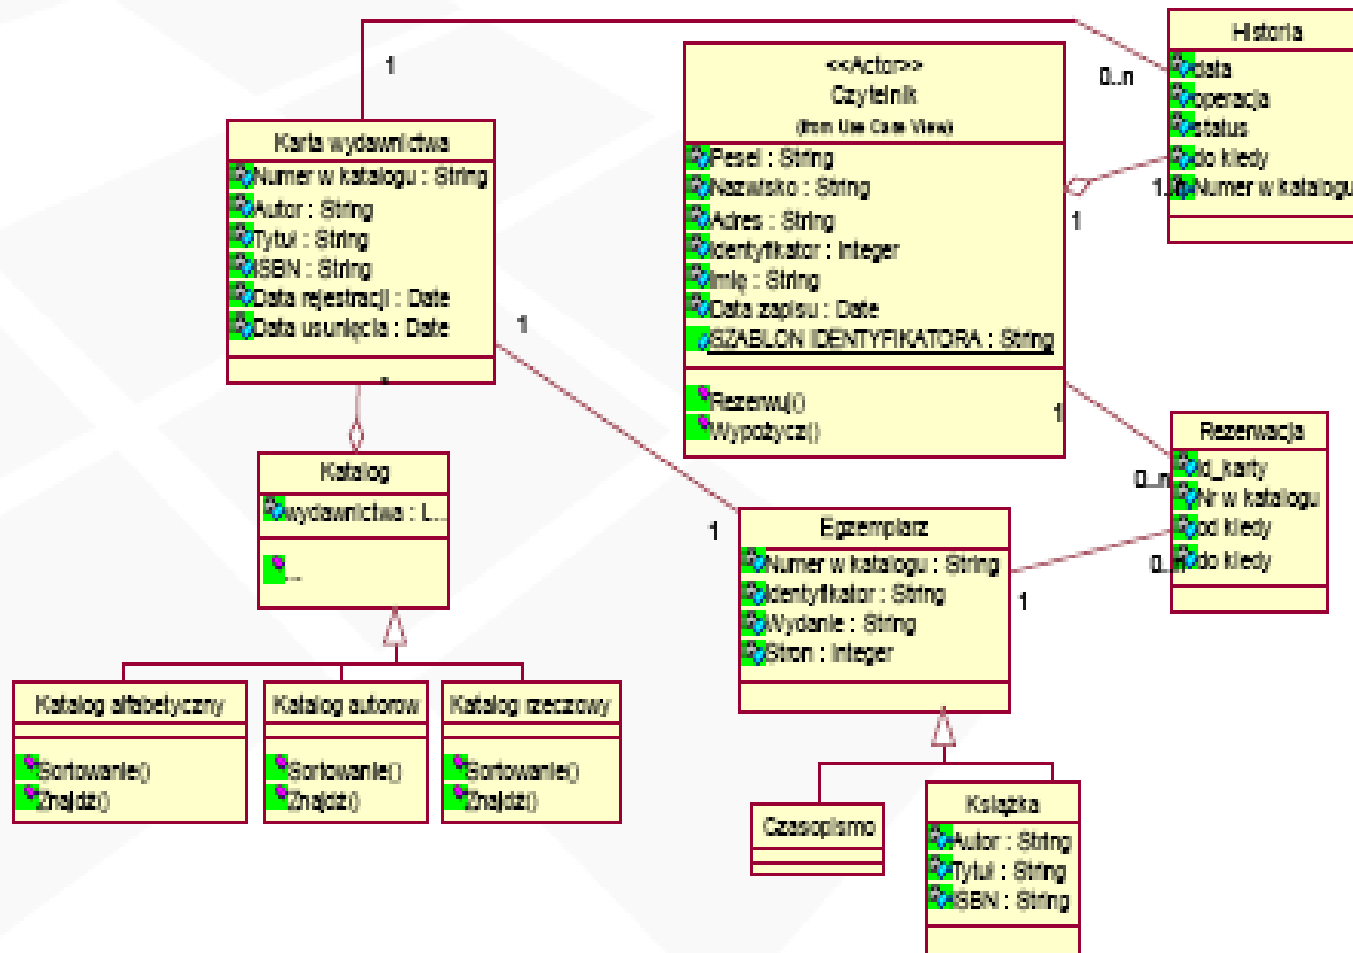 Historia
data
operacja
status
do kiedy
Numer w katalogu
1
0..n
<<Actor>>
Czytelnik
(from Use Case View)
Pesel : String
Nazwisko : String
Adres : String
Identyfikator : Integer
Imię : String
Data zapisu : Date
SZABLON IDENTYFIKATORA : String
Rezerwuj()
Wypożycz()
1
Karta wydawnictwa
Numer w katalogu : String
Autor : String
Tytuł : String
ISBN : String
Data rejestracji : Date
Data usunięcia : Date
*
1
1
0..n
Rezerwacja
Id_karty
Nr w katalogu
od kiedy
do kiedy
Katalog
wydawnictwa : L...
...
1
Egzemplarz
Numer w katalogu : String
Identyfikator : String
Wydanie : String
Stron : Integer
1
Katalog alfabetyczny
Sortowanie()
Znajdź()
Katalog autorow
Sortowanie()
Znajdź()
Katalog rzeczowy
Sortowanie()
Znajdź()
Czasopismo
Książka
Autor : String
Tytuł : String
ISBN : String